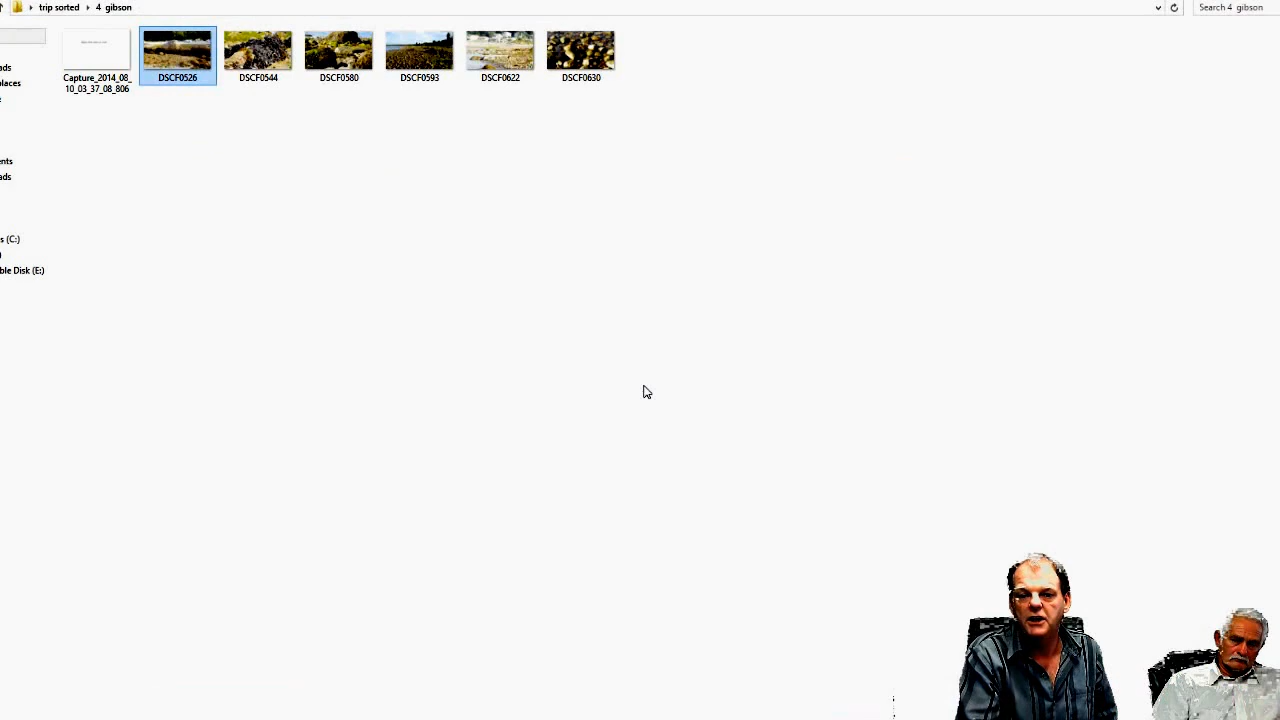 trip sorted 4 gibson
Search 4 gibson
ads
Capture_2014_08_
10_03_37_08_806
DSCF0526
DSCF0544
DSCF0580
DSCF0593
DSCF0622
DSCF0630
places
ents
ads
s (C:)
ble Disk (E:)